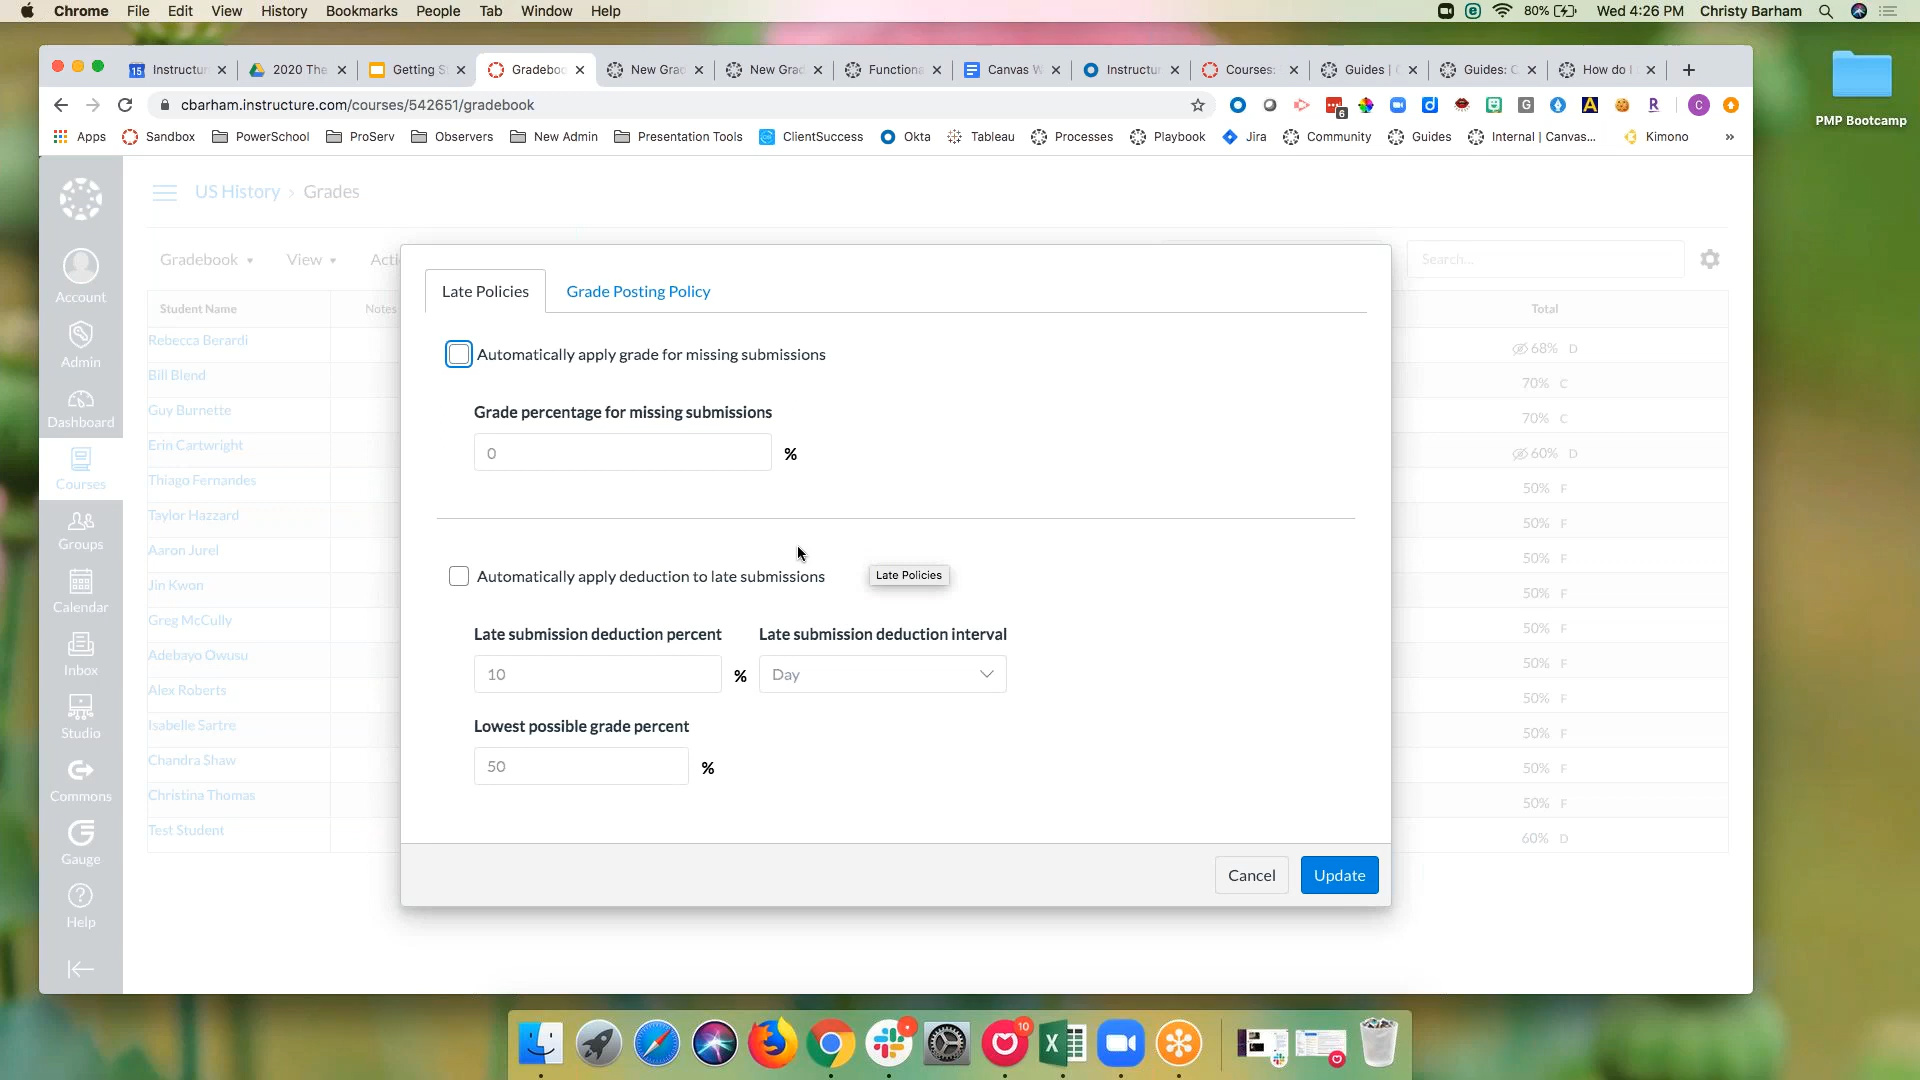 Chrome File Edit View History Bookmarks People Tab Window Help 80% Wed 4:26 PM Christy Barham
PMP Bootcamp
15 Instructur 2020 The Getting S Gradeboo New Grad New Grad Functiona Canvas W Instructur Courses: Guides | Guides: C How do I
cbarham.instructure.com/courses/542651/gradebook
6
C
Apps Sandbox PowerSchool ProServ Observers New Admin Presentation Tools ClientSuccess Okta Tableau Processes Playbook Jira Community Guides Internal | Canvas... Kimono »
US History › Grades
Gradebook View Acti
Search...
Account
Admin
Dashboard
Courses
Groups
Calendar
Inbox
Studio
Commons
Gauge
Help
Student Name Notes Total
Rebecca Berardi 68% D
Bill Blend 70% C
Guy Burnette 70% C
Erin Cartwright 60% D
Thiago Fernandes 50% F
Taylor Hazzard 50% F
Aaron Jurel 50% F
Jin Kwon 50% F
Greg McCully 50% F
Adebayo Owusu 50% F
Alex Roberts 50% F
Isabelle Sartre 50% F
Chandra Shaw 50% F
Christina Thomas 50% F
Test Student 60% D
Late Policies Grade Posting Policy
Automatically apply grade for missing submissions
Grade percentage for missing submissions
0 %
Automatically apply deduction to late submissions
Late Policies
Late submission deduction percent Late submission deduction interval
10 % Day
Lowest possible grade percent
50 %
Cancel Update
10